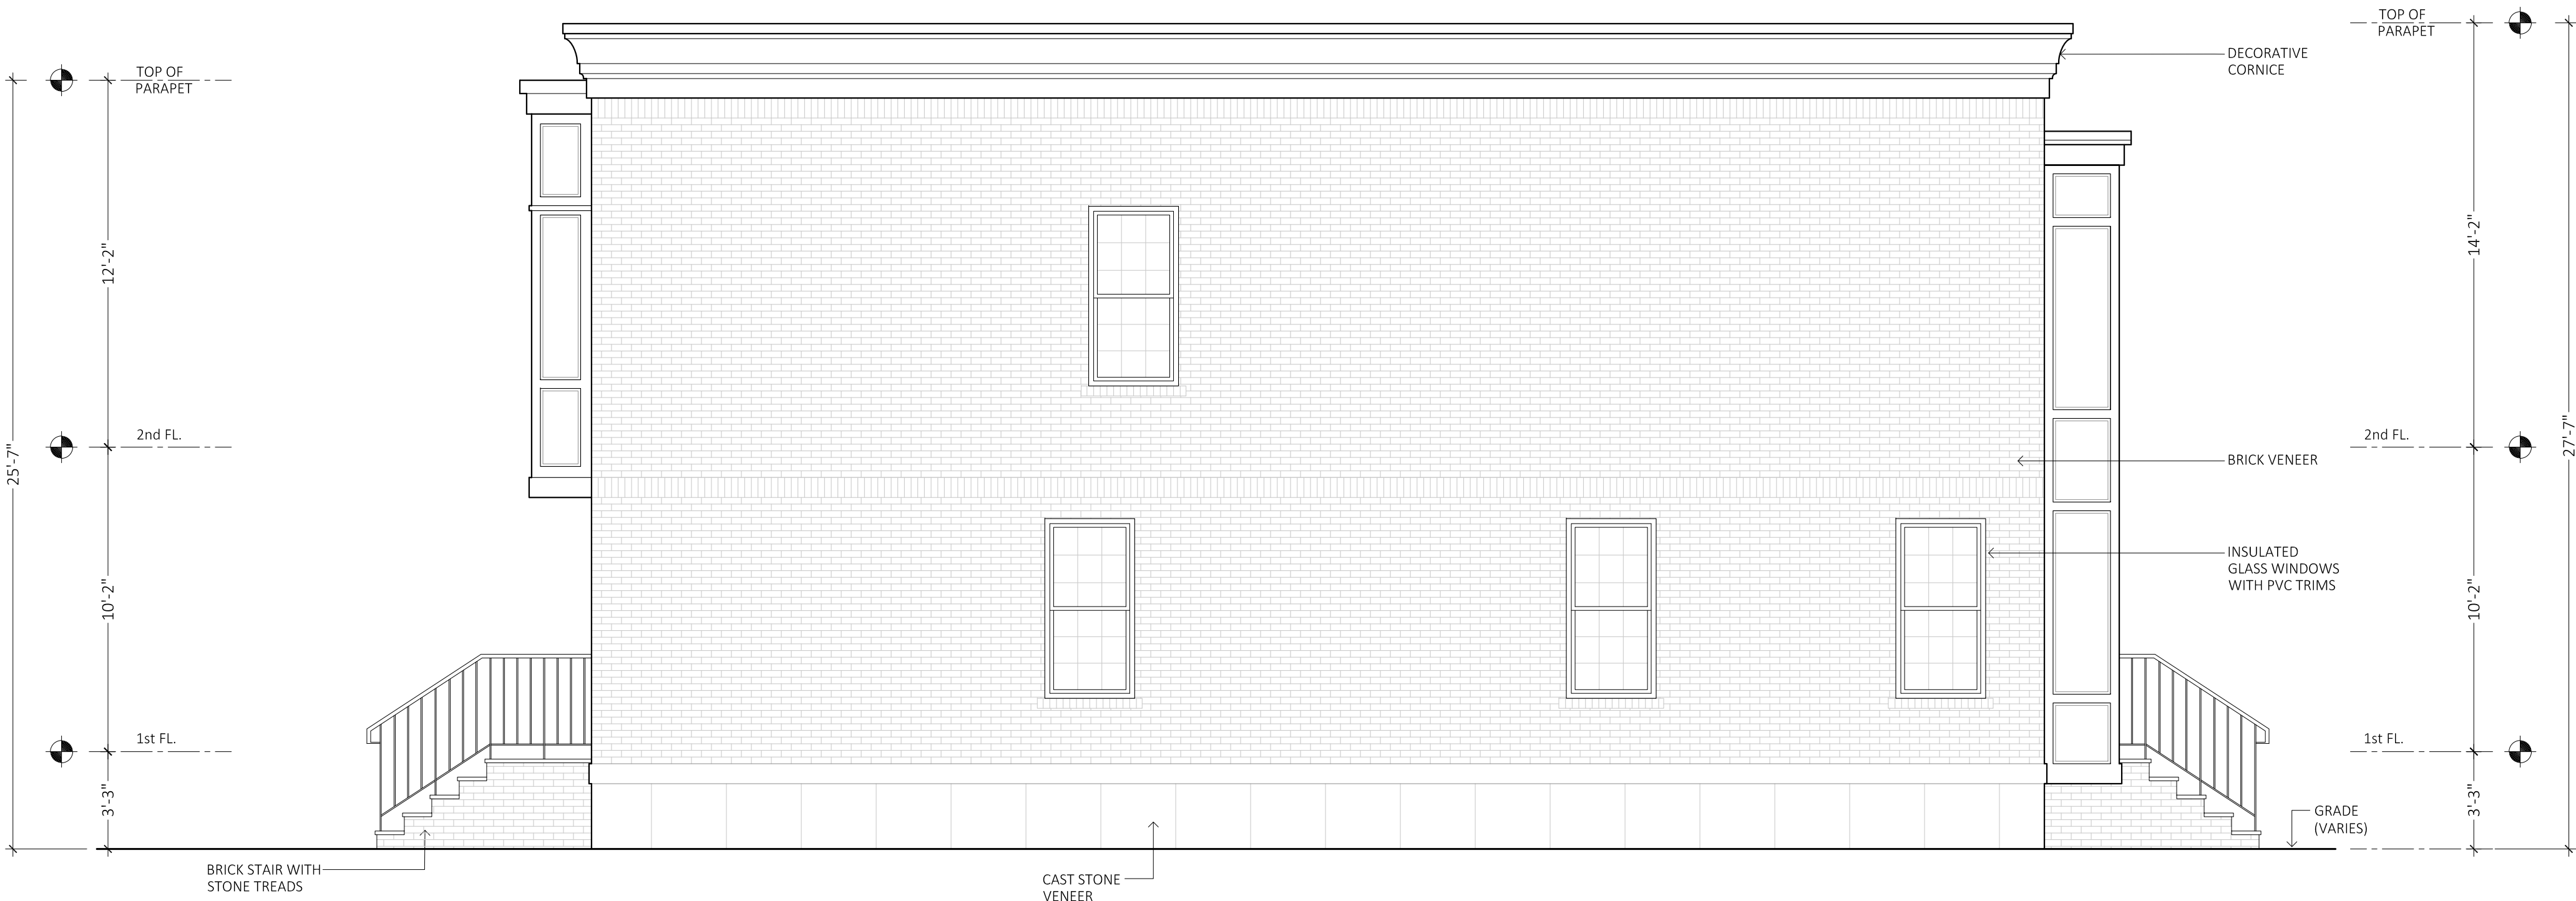 TOP OF
PARAPET
12'-2"
25'-7"
2nd FL.
10'-2"
1st FL.
3'-3"
BRICK STAIR WITH
STONE TREADS
CAST STONE
VENEER
DECORATIVE
CORNICE
BRICK VENEER
INSULATED
GLASS WINDOWS
WITH PVC TRIMS
GRADE
(VARIES)
TOP OF
PARAPET
14'-2"
27'-7"
2nd FL.
10'-2"
1st FL.
3'-3"